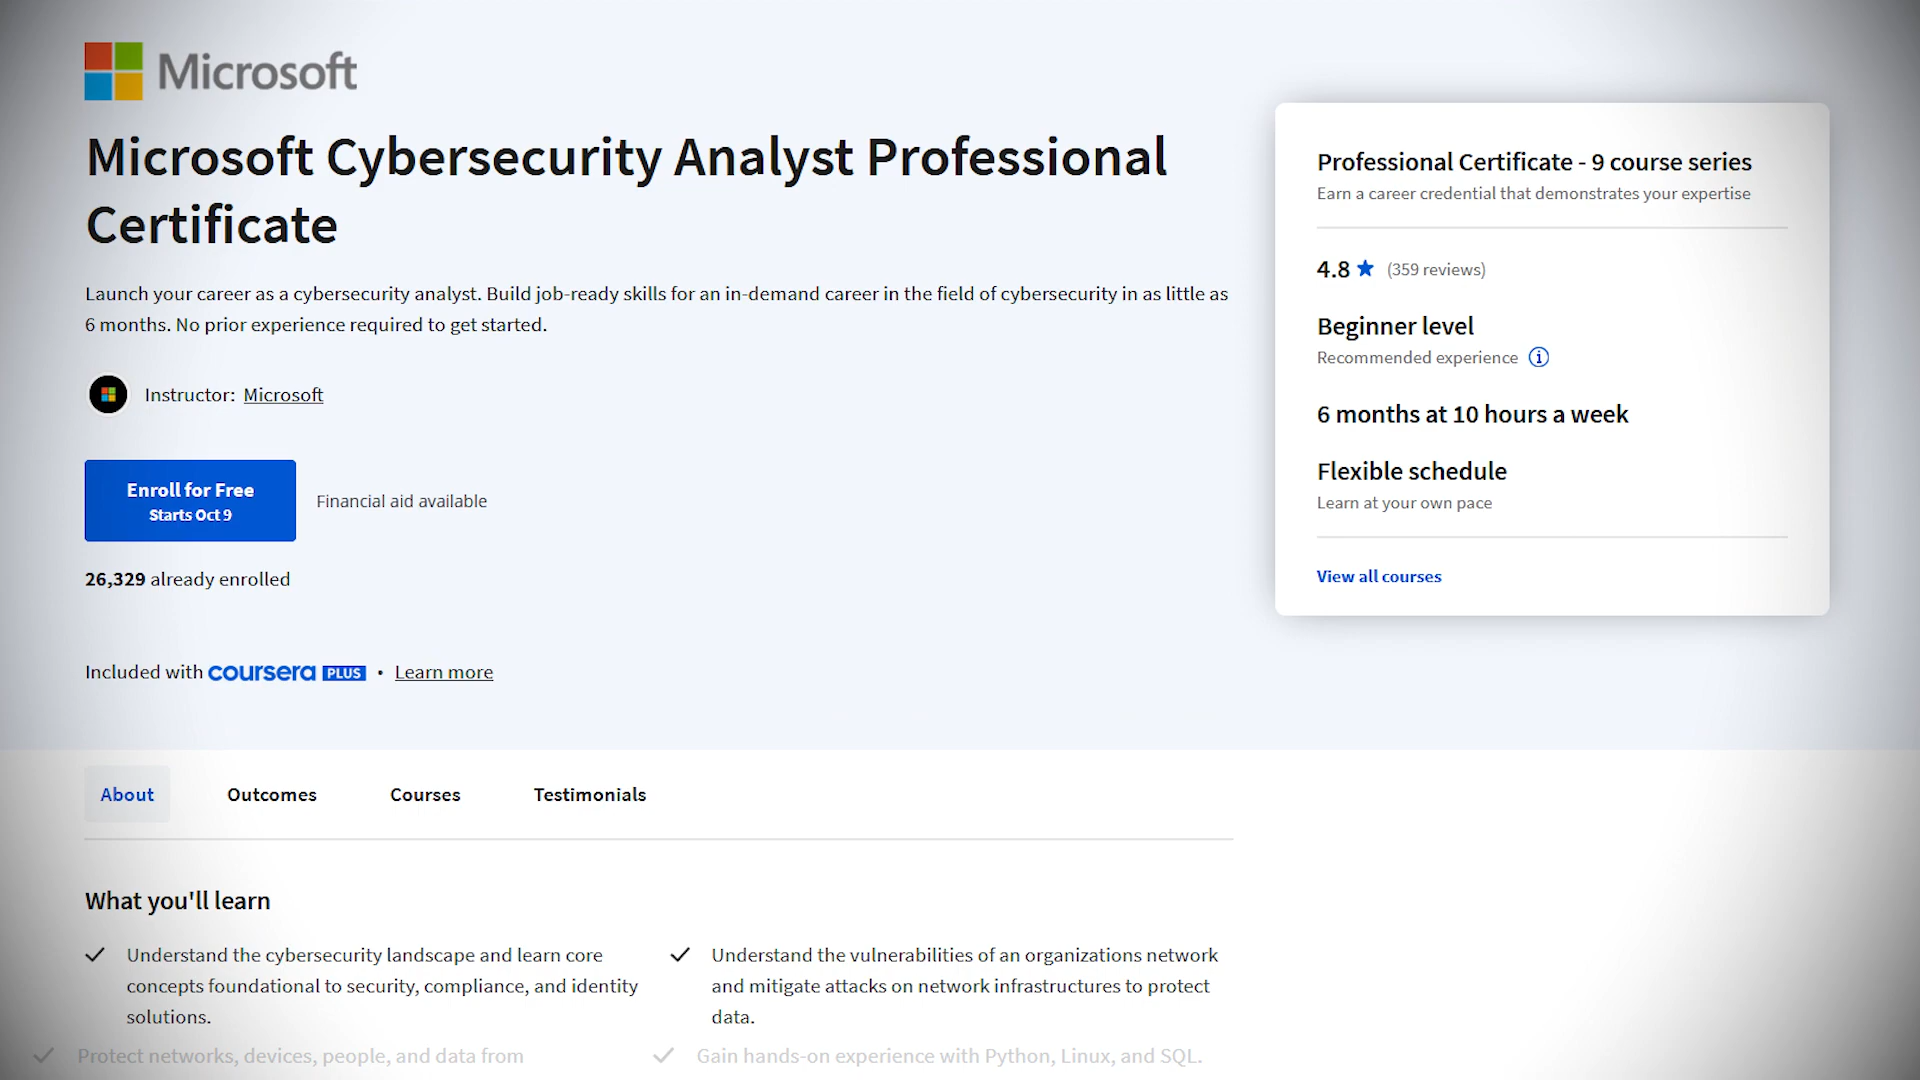 Microsoft
Microsoft Cybersecurity Analyst Professional
Certificate
Launch your career as a cybersecurity analyst. Build job-ready skills for an in-demand career in the field of cybersecurity in as little as
6 months. No prior experience required to get started.
Instructor: Microsoft
Enroll for Free
Starts Oct 9
Financial aid available
26,329 already enrolled
Included with coursera PLUS • Learn more
Professional Certificate - 9 course series
Earn a career credential that demonstrates your expertise
4.8 ★ (359 reviews)
Beginner level
Recommended experience
6 months at 10 hours a week
Flexible schedule
Learn at your own pace
View all courses
About Outcomes Courses Testimonials
What you'll learn
Understand the cybersecurity landscape and learn core
concepts foundational to security, compliance, and identity
solutions.
Understand the vulnerabilities of an organizations network
and mitigate attacks on network infrastructures to protect
data.
Protect networks, devices, people, and data from
Gain hands-on experience with Python, Linux, and SQL.